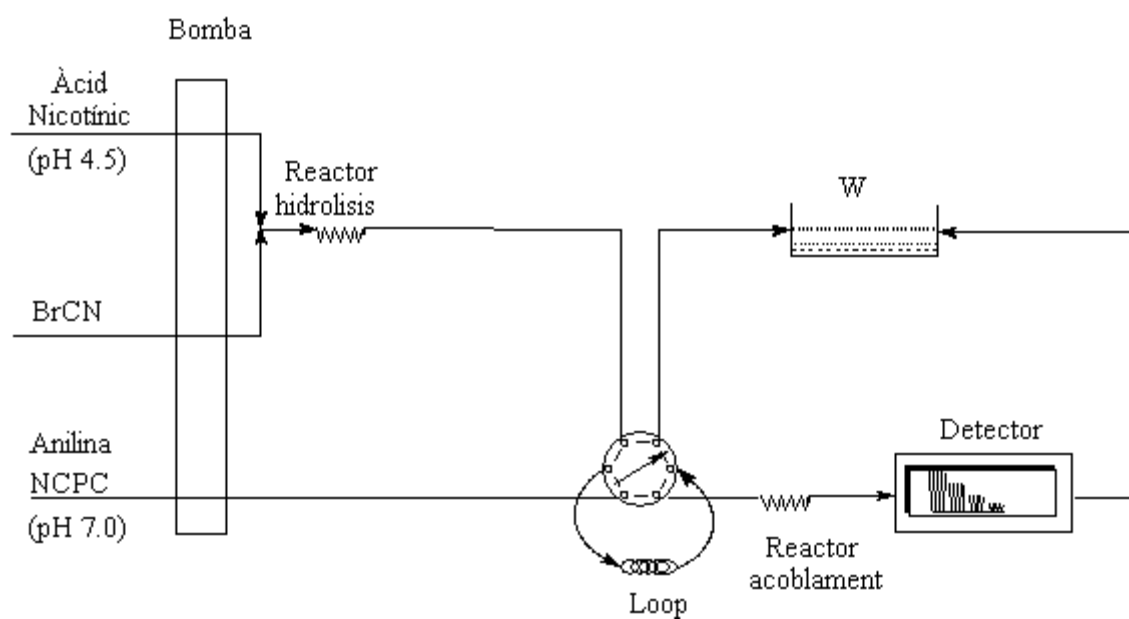 Bomba
Àcid
Nicotínic
(pH 4.5)
Reactor
hidrolisis
W
BrCN
Anilina
NCPC
(pH 7.0)
Detector
Reactor
acoblament
Loop